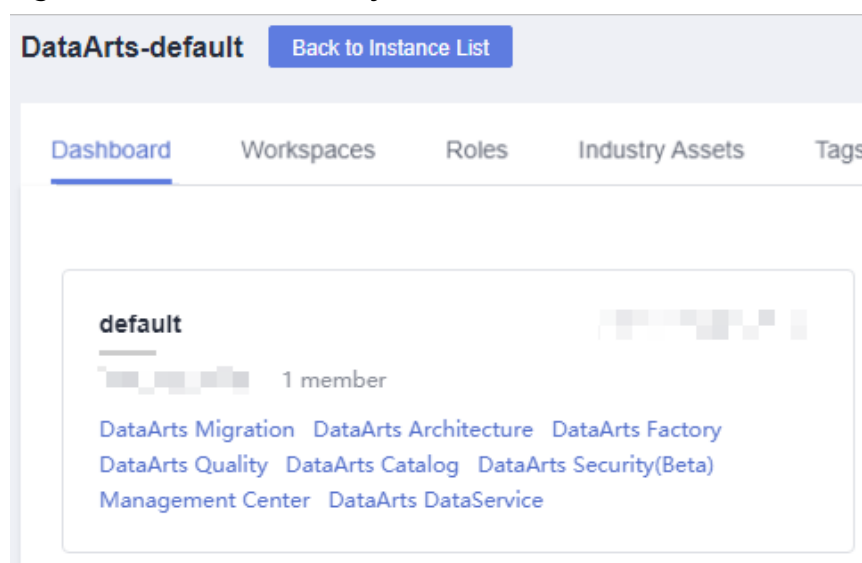 DataArts-default Back to Instance List
Dashboard Workspaces Roles Industry Assets Tags
default
1 member
DataArts Migration DataArts Architecture DataArts Factory
DataArts Quality DataArts Catalog DataArts Security(Beta)
Management Center DataArts DataService